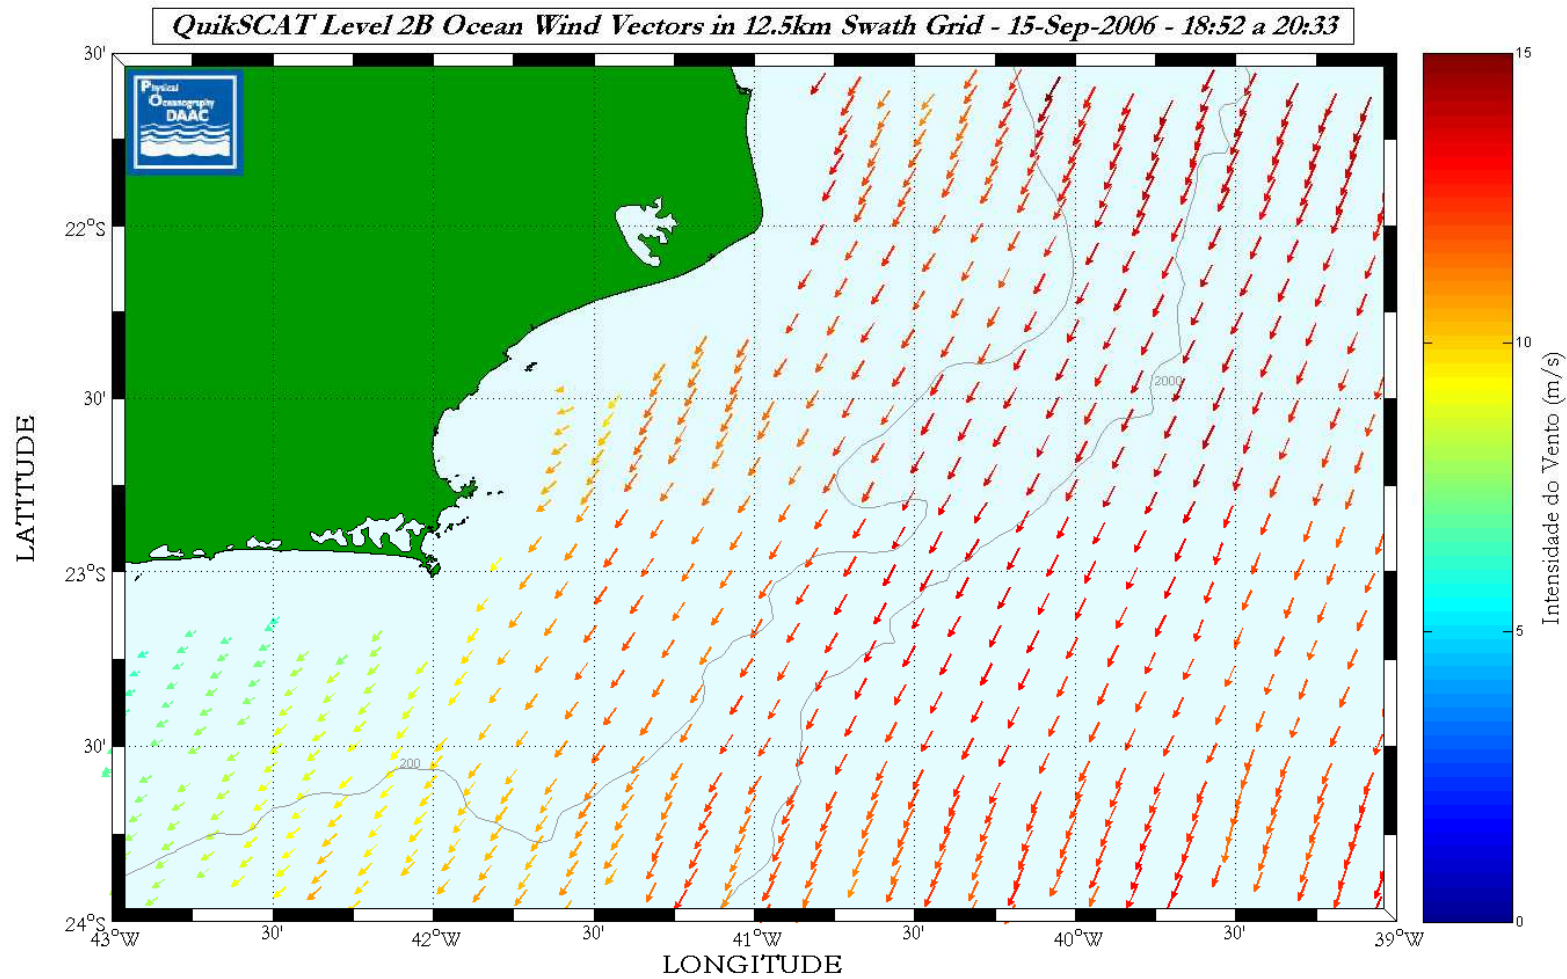 QuikSCAT Level 2B Ocean Wind Vectors in 12.5km Swath Grid - 15-Sep-2006 - 18:52 a 20:33
Physical
Oceanography
DAAC
30'
22°S
30'
23°S
30'
24°S
LATITUDE
2000
200
43°W
30'
42°W
30'
41°W
30'
40°W
30'
39°W
LONGITUDE
15
10
5
0
Intensidade do Vento (m/s)